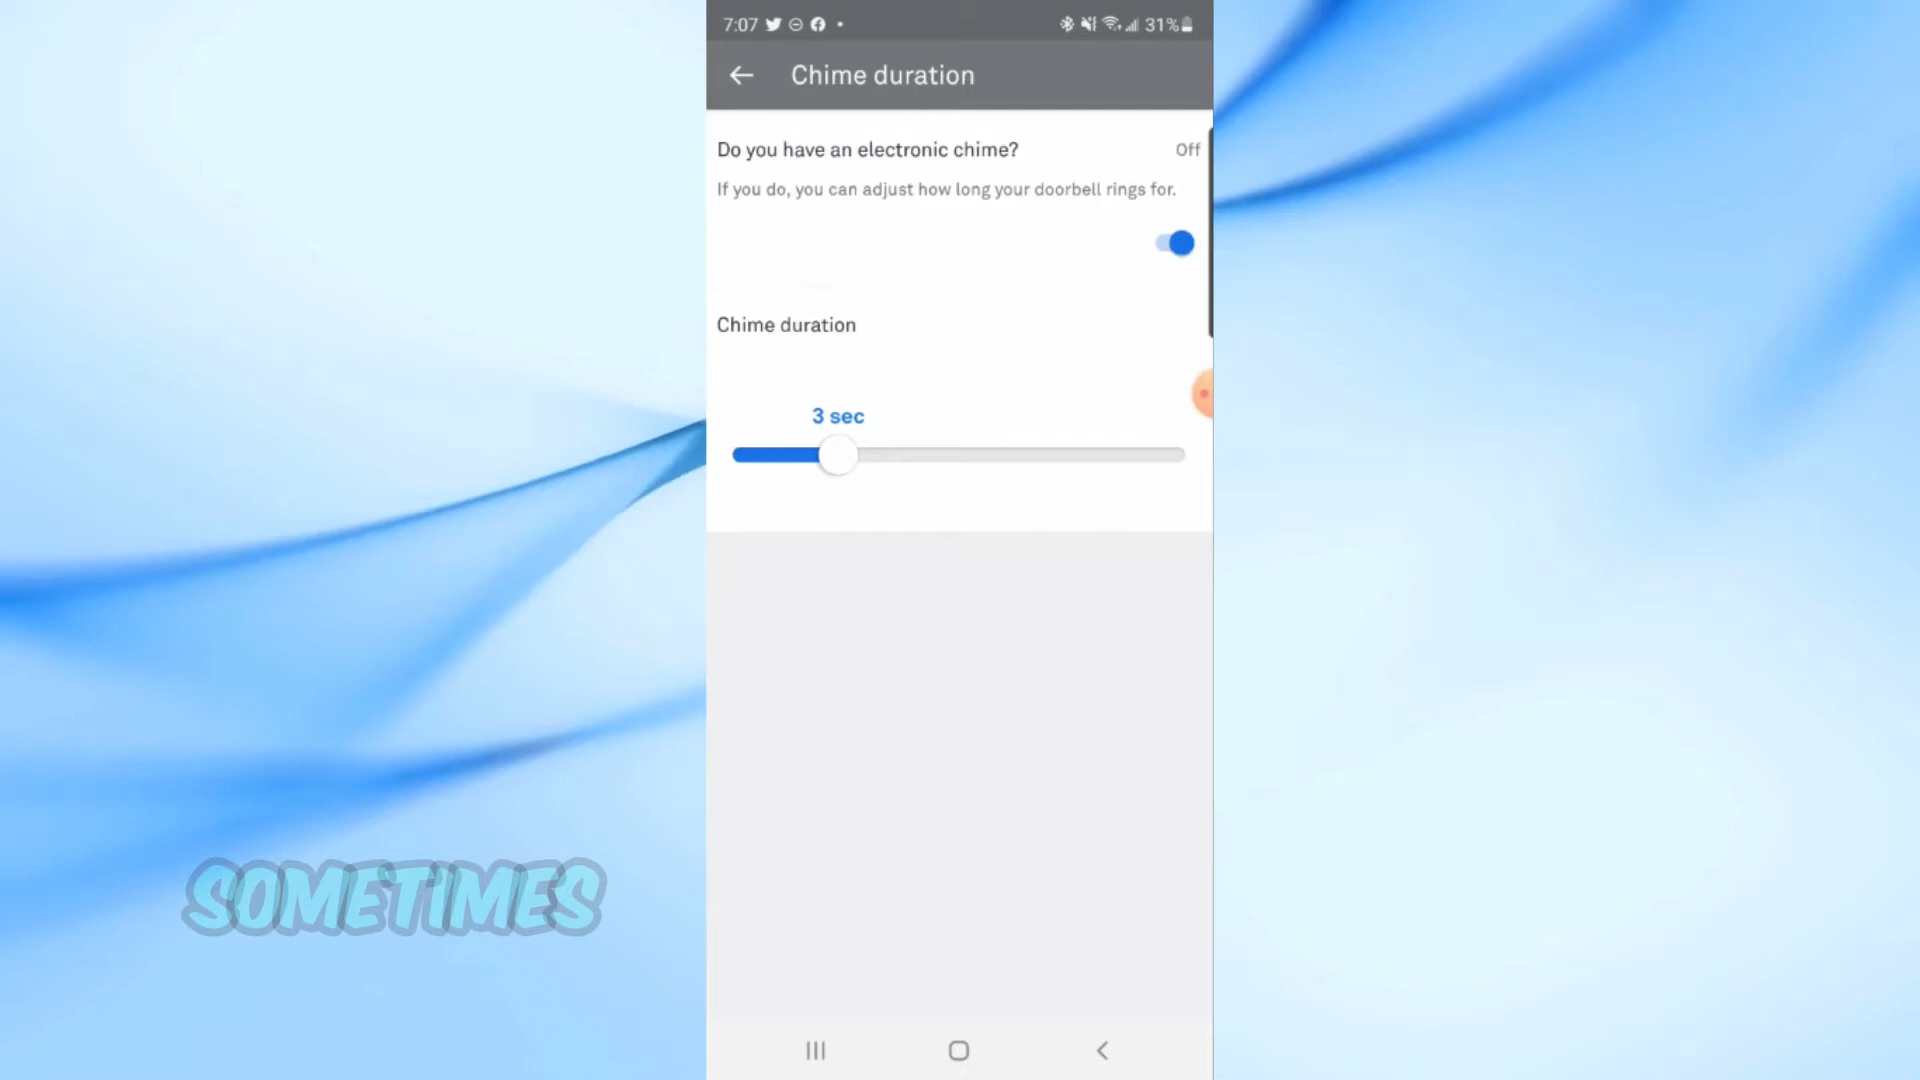 7:07
31%
Chime duration
Do you have an electronic chime?
Off
If you do, you can adjust how long your doorbell rings for.
Chime duration
3 sec
SOMETIMES